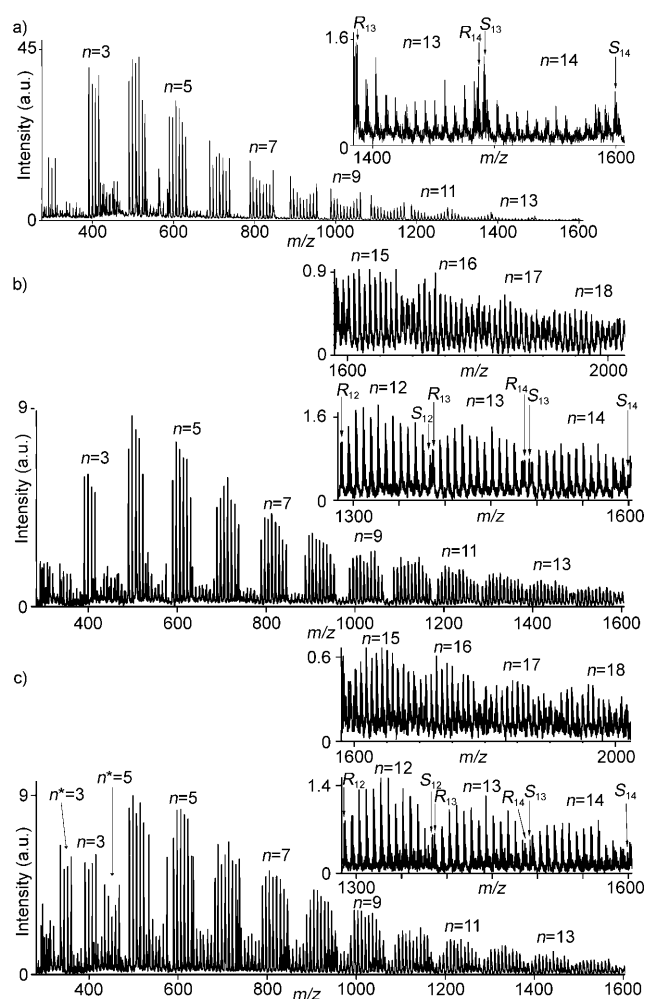 a)
R13 S13
45
1.6
n=13
R14
n=14
S14
n=3
n=5
n=7
n=9
n=11
n=13
Intensity (a.u.)
0
1400
m/z
1600
0
400 600 800 1000 1200 1400 1600
m/z
b)
0.9
n=15
n=16
n=17
n=18
0
1600
m/z
2000
9
1.6
R12
n=12
S12
R13
n=13
R14
S13
n=14
S14
0
1300
m/z
1600
n=3
n=5
n=7
n=9
n=11
n=13
Intensity (a.u.)
0
400 600 800 1000 1200 1400 1600
m/z
c)
0.6
n=15
n=16
n=17
n=18
0
1600
m/z
2000
9
1.4
R12
n=12
S12
R13
n=13
R14
S13
n=14
S14
0
1300
m/z
1600
n*=3
n*=5
n=3
n=5
n=7
n=9
n=11
n=13
Intensity (a.u.)
0
400 600 800 1000 1200 1400 1600
m/z